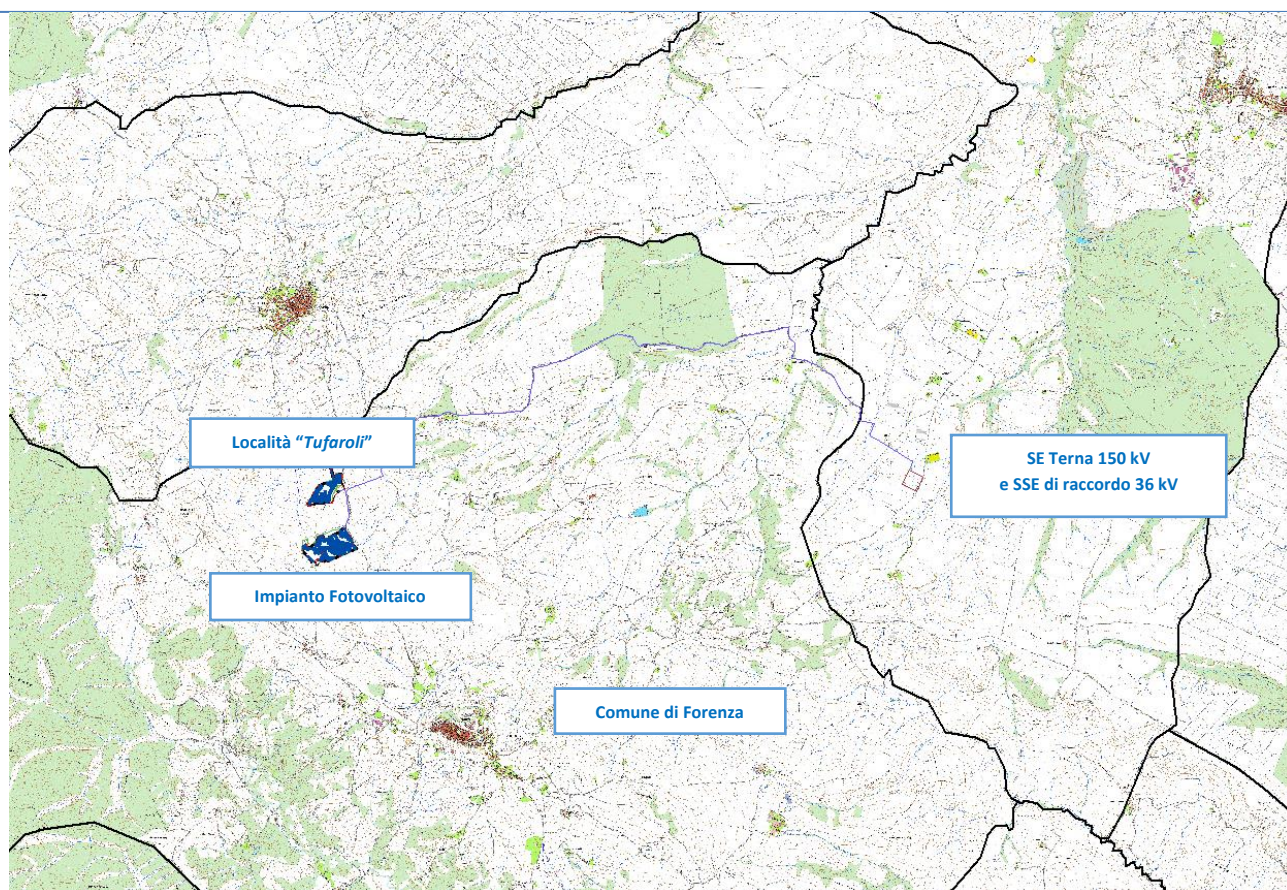 Località “Tufaroli”
SE Terna 150 kV
e SSE di raccordo 36 kV
Impianto Fotovoltaico
Comune di Forenza